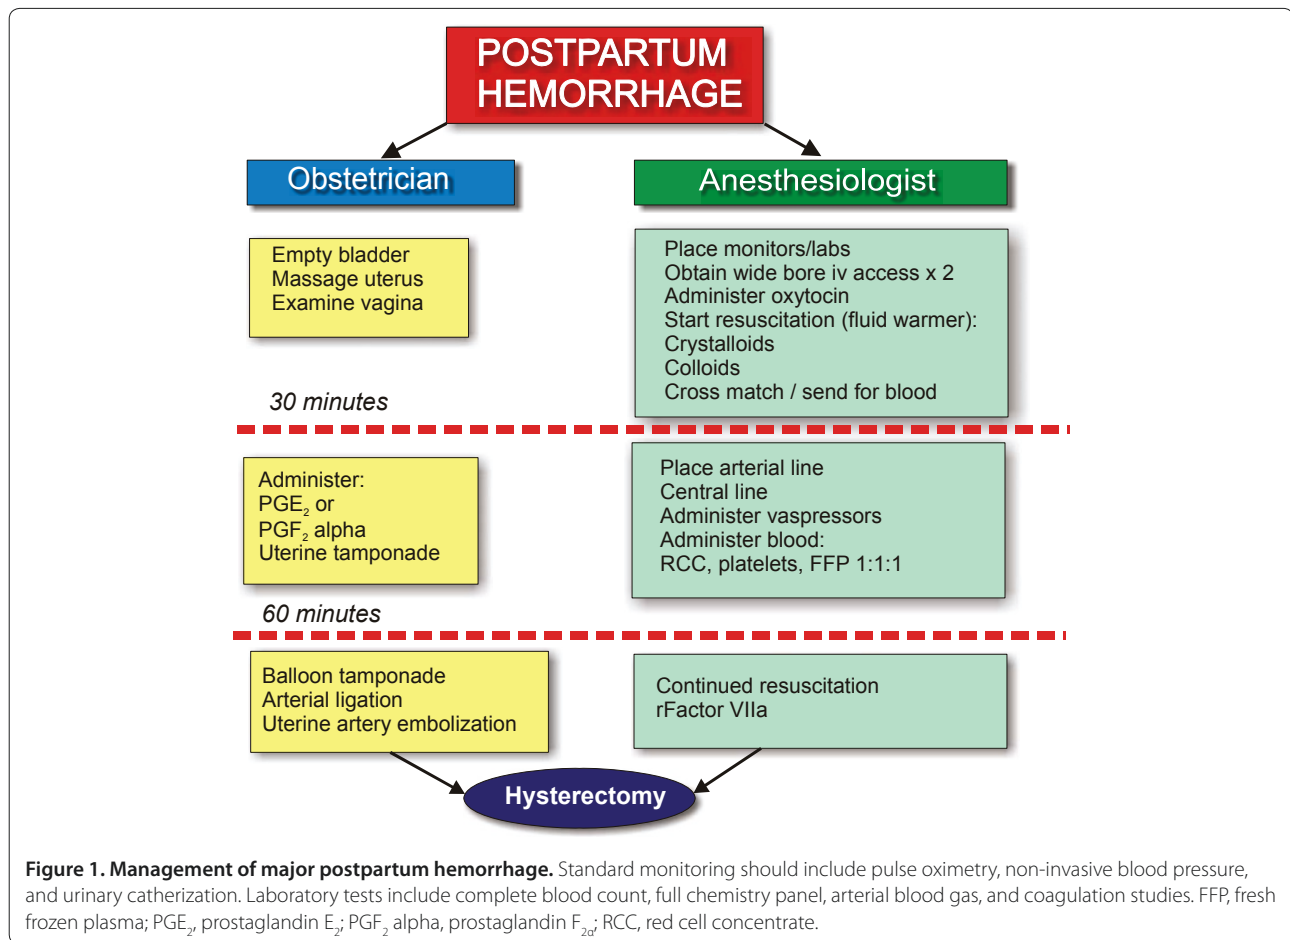 POSTPARTUM
HEMORRHAGE
Obstetrician
Anesthesiologist
Empty bladder
Massage uterus
Examine vagina
Place monitors/labs
Obtain wide bore iv access x 2
Administer oxytocin
Start resuscitation (fluid warmer):
Crystalloids
Colloids
Cross match / send for blood
30 minutes
Administer:
PGE₂ or
PGF₂ alpha
Uterine tamponade
Place arterial line
Central line
Administer vaspressors
Administer blood:
RCC, platelets, FFP 1:1:1
60 minutes
Balloon tamponade
Arterial ligation
Uterine artery embolization
Continued resuscitation
rFactor VIIa
Hysterectomy
Figure 1. Management of major postpartum hemorrhage. Standard monitoring should include pulse oximetry, non-invasive blood pressure,
and urinary catherization. Laboratory tests include complete blood count, full chemistry panel, arterial blood gas, and coagulation studies. FFP, fresh
frozen plasma; PGE₂, prostaglandin E₂; PGF₂ alpha, prostaglandin F₂α; RCC, red cell concentrate.